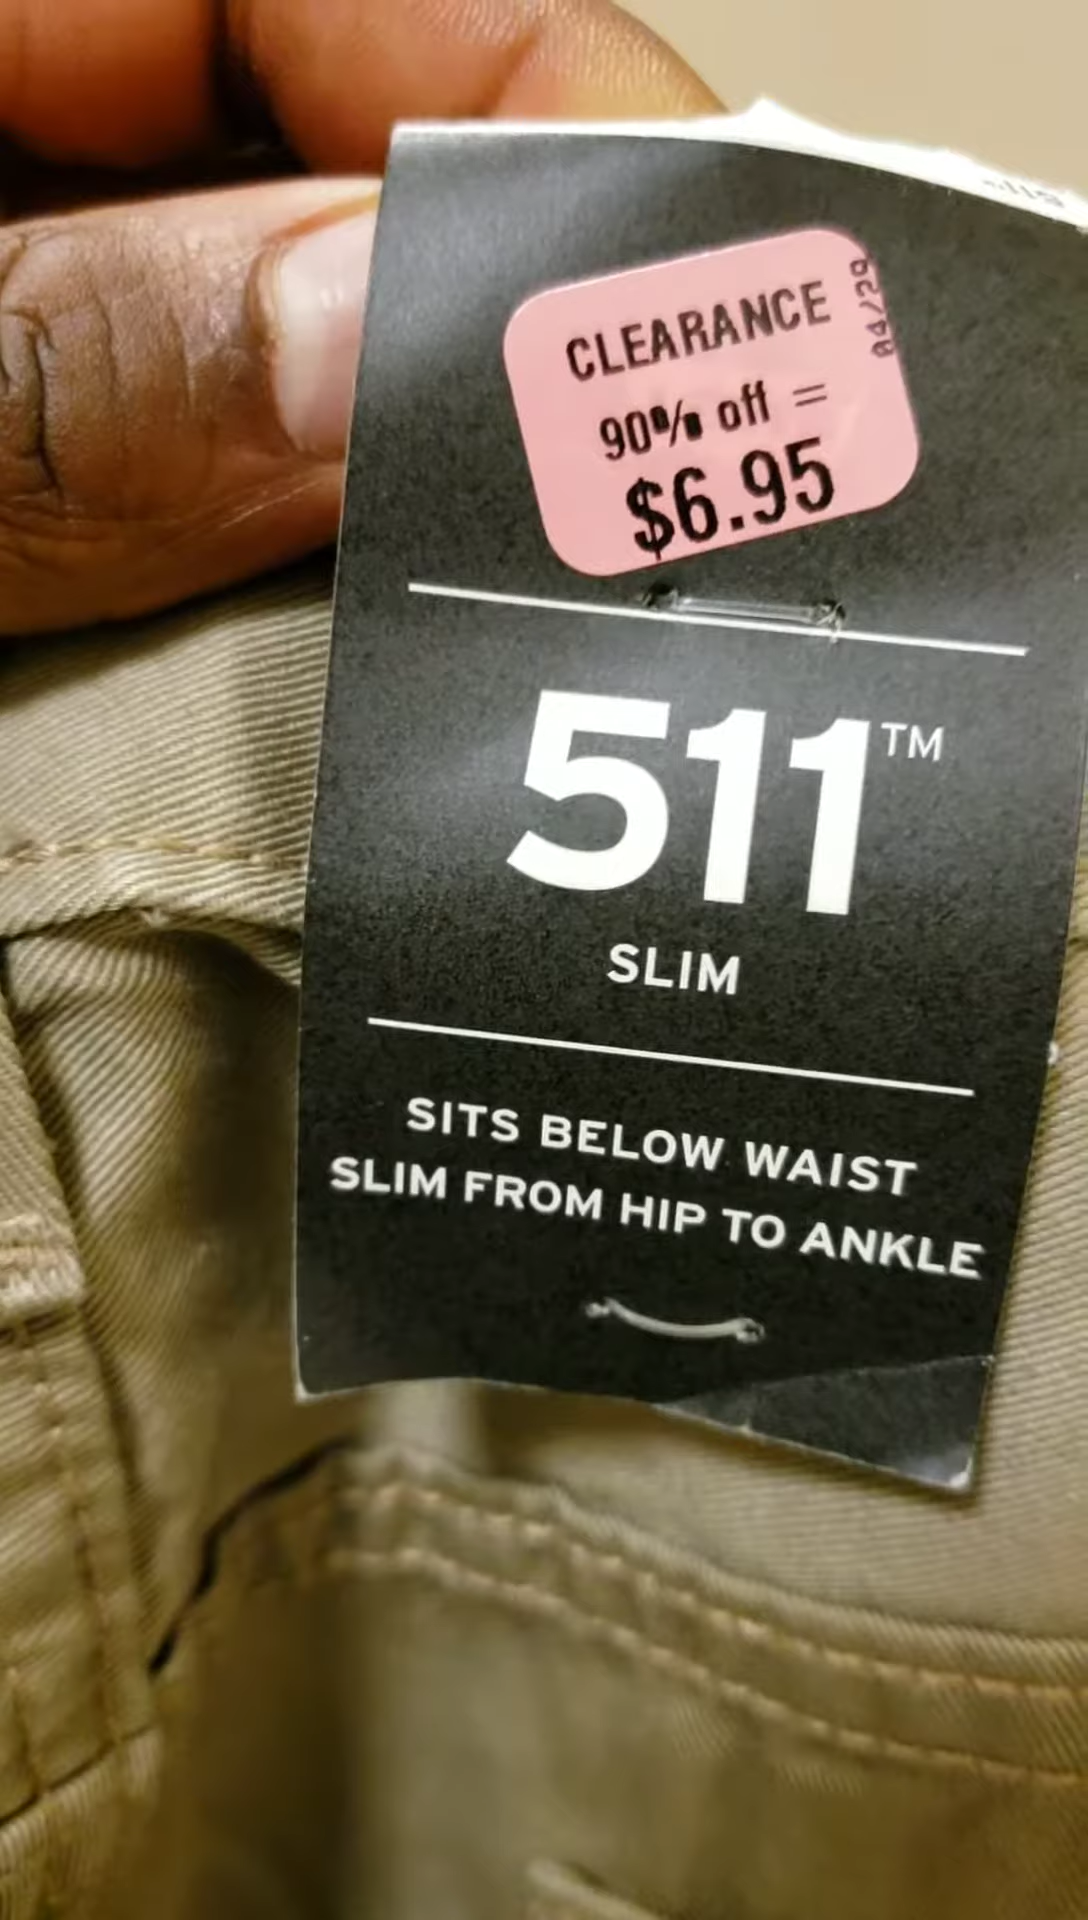 CLEARANCE
04/29
90% off =
$6.95
511™
SLIM
SITS BELOW WAIST
SLIM FROM HIP TO ANKLE